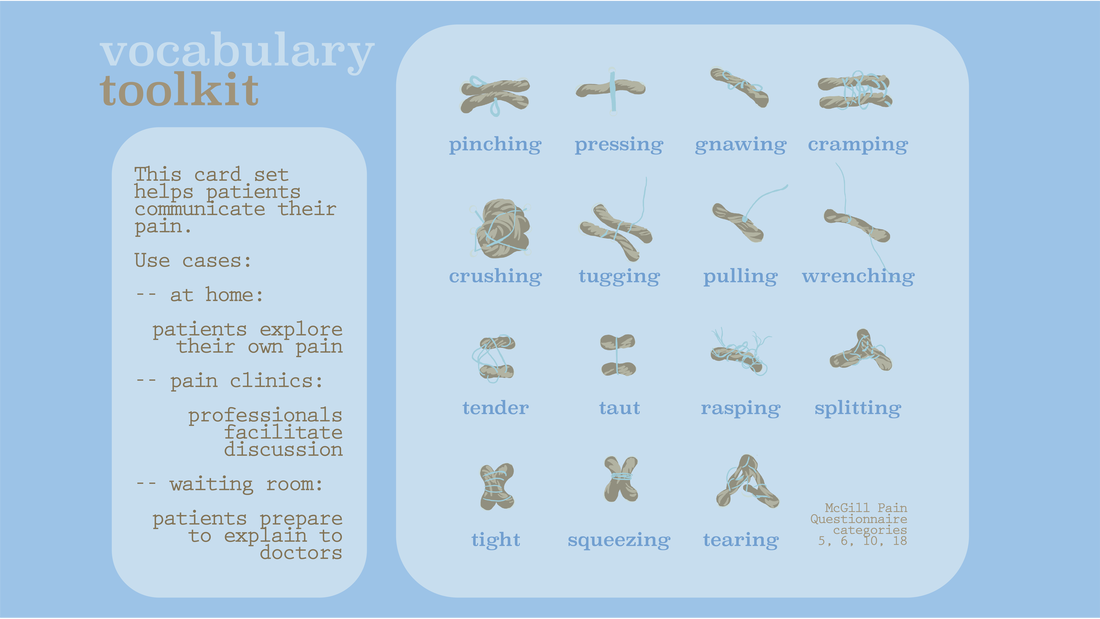 vocabulary
toolkit
This card set
helps patients
communicate their
pain.
Use cases:
-- at home:
patients explore
their own pain
-- pain clinics:
professionals
facilitate
discussion
-- waiting room:
patients prepare
to explain to
doctors
pinching pressing gnawing cramping
crushing tugging pulling wrenching
tender taut rasping splitting
tight squeezing tearing
McGill Pain
Questionnaire
categories
5, 6, 10, 18